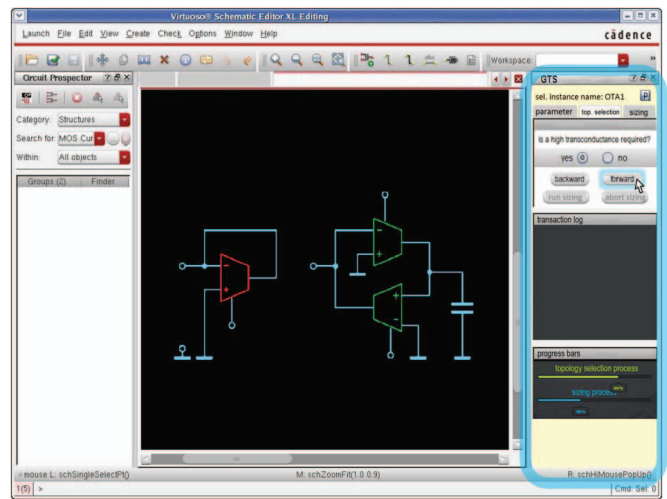 Virtuoso® Schematic Editor XL Editing
Launch File Edit View Create Check Options Window Help
cādence
Workspace:
Circuit Prospector
Category: Structures
Search for: MOS Cur
Within: All objects
Groups (2) Finder
GTS
sel. instance name: OTA1
parameter top. selection sizing
is a high transconductance required?
yes no
backward forward
run sizing abort sizing
transaction log
progress bars
topology selection process
sizing process
mouse L: schSingleSelectPt()
M: schZoomFit(1.0 0.9)
R: schHiMousePopUp()
1(5) >
Cmd: Sel: 0